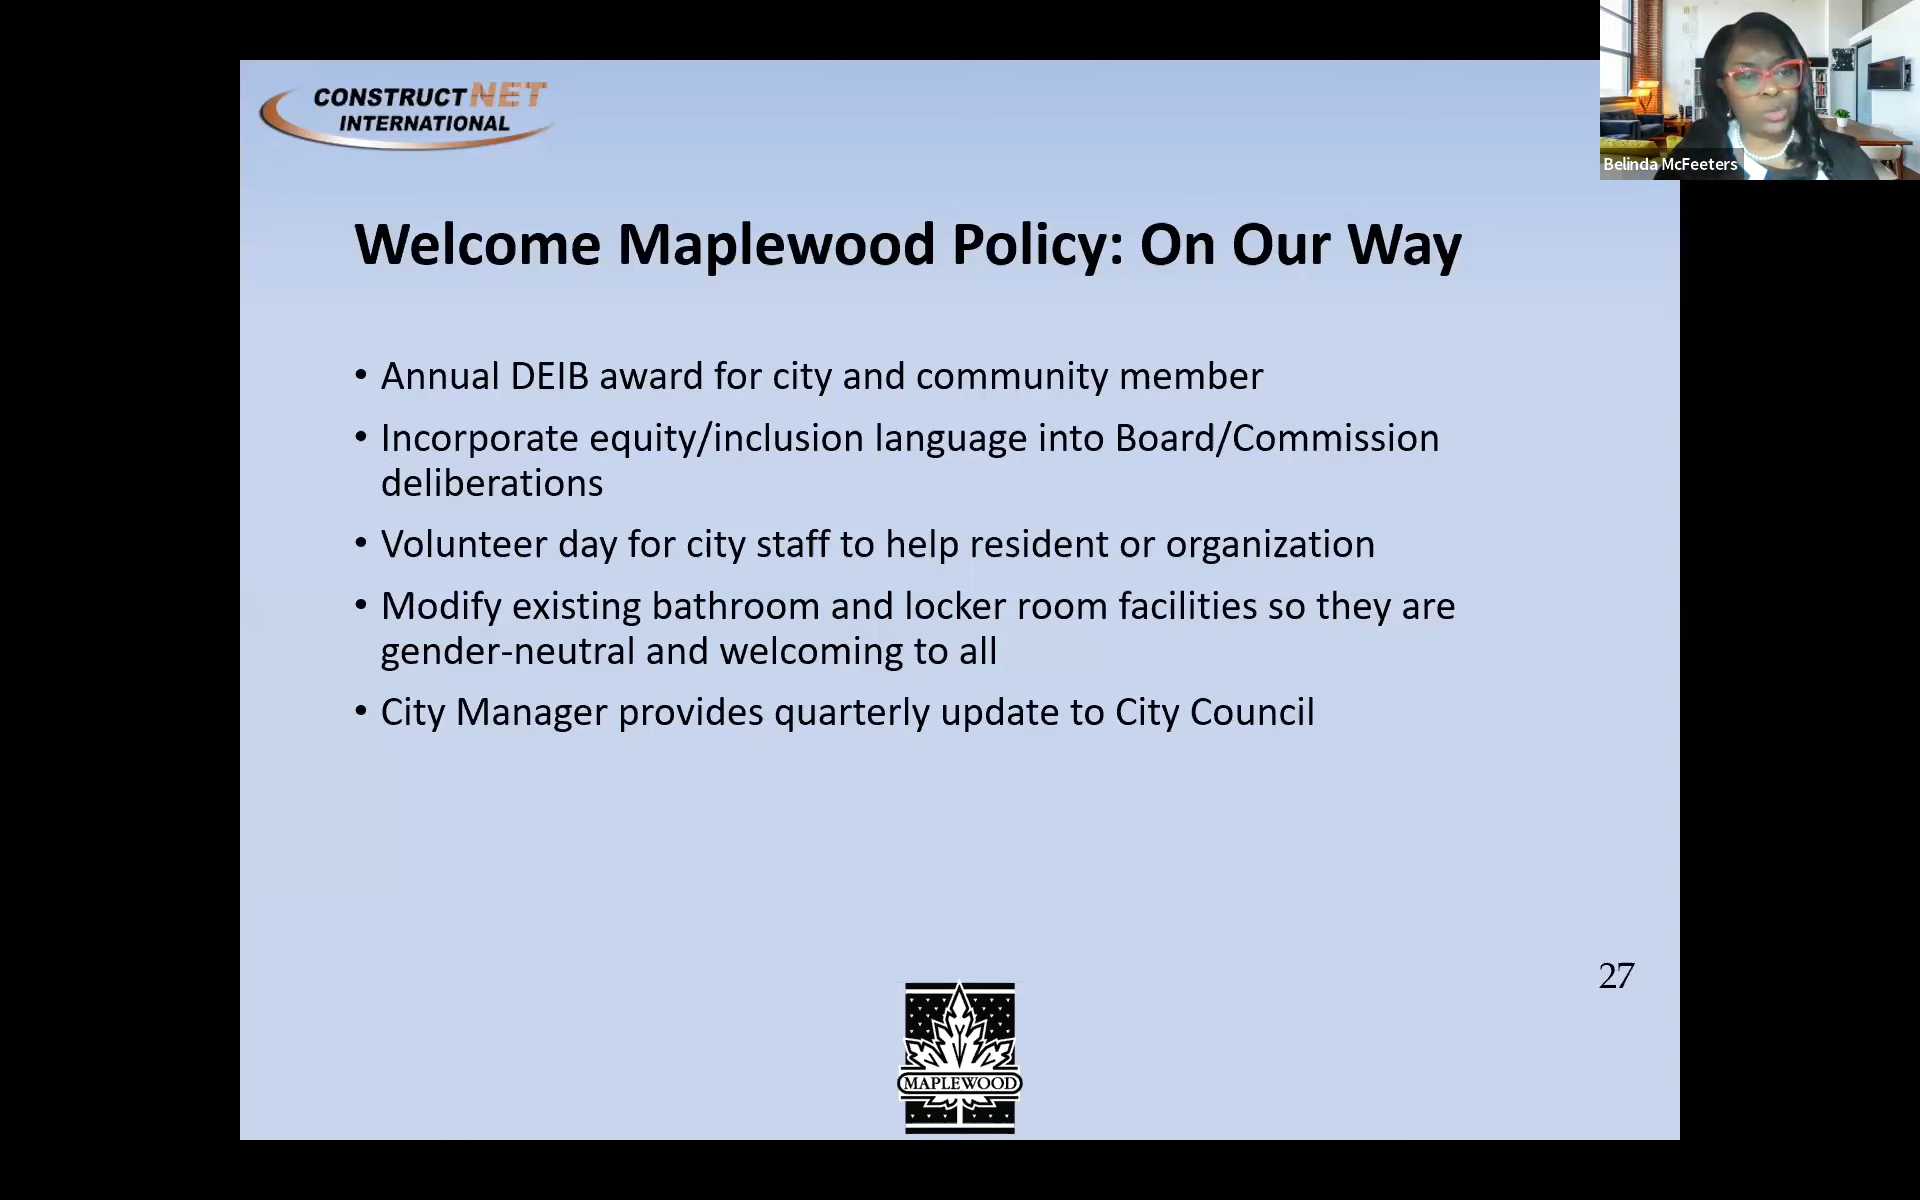 CONSTRUCTNET
INTERNATIONAL
Belinda McFeeters
Welcome Maplewood Policy: On Our Way
• Annual DEIB award for city and community member
• Incorporate equity/inclusion language into Board/Commission
deliberations
• Volunteer day for city staff to help resident or organization
• Modify existing bathroom and locker room facilities so they are
gender-neutral and welcoming to all
• City Manager provides quarterly update to City Council
27
MAPLEWOOD